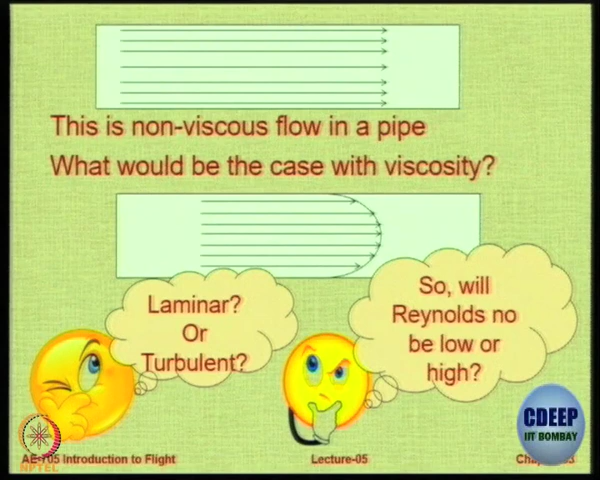 This is non-viscous flow in a pipe
What would be the case with viscosity?
Laminar?
Or
Turbulent?
So, will
Reynolds no
be low or
high?
CDEEP
IIT BOMBAY
NPTEL
AE-705 Introduction to Flight
Lecture-05